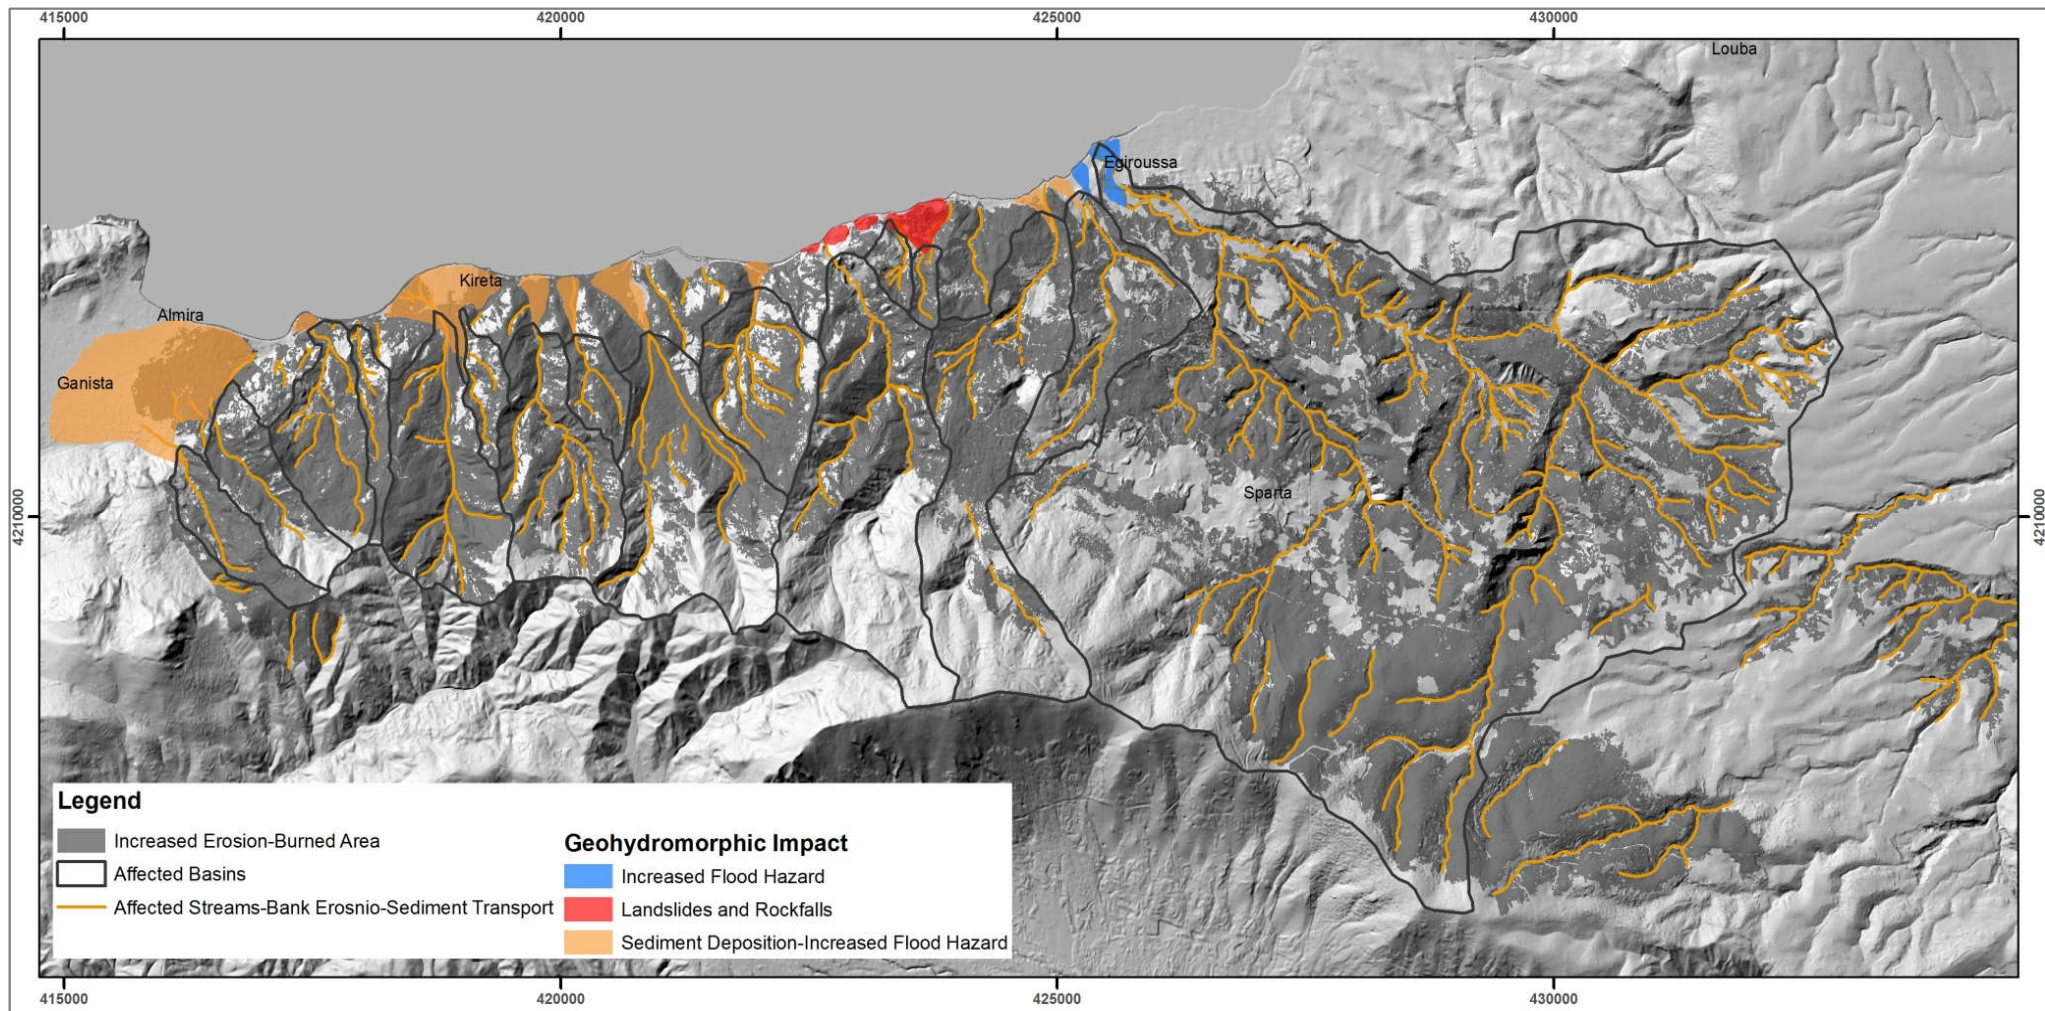 415000 420000 425000 430000
Louba
Egiroussa
Kireta
Almira
Ganista
Sparta
4210000
4210000
Legend
Increased Erosion-Burned Area
Affected Basins
Affected Streams-Bank Erosnio-Sediment Transport
Geohydromorphic Impact
Increased Flood Hazard
Landslides and Rockfalls
Sediment Deposition-Increased Flood Hazard
415000 420000 425000 430000